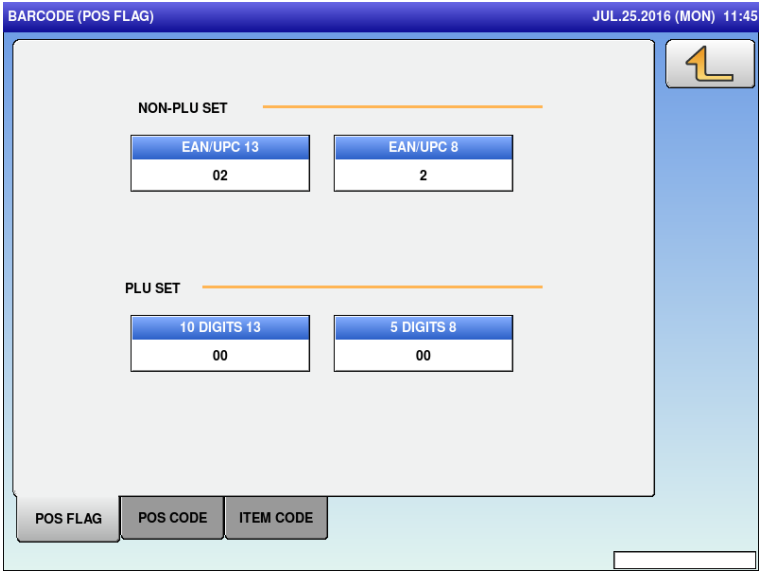 BARCODE (POS FLAG) JUL.25.2016 (MON) 11:45
NON-PLU SET
EAN/UPC 13 EAN/UPC 8
02 2
PLU SET
10 DIGITS 13 5 DIGITS 8
00 00
POS FLAG POS CODE ITEM CODE